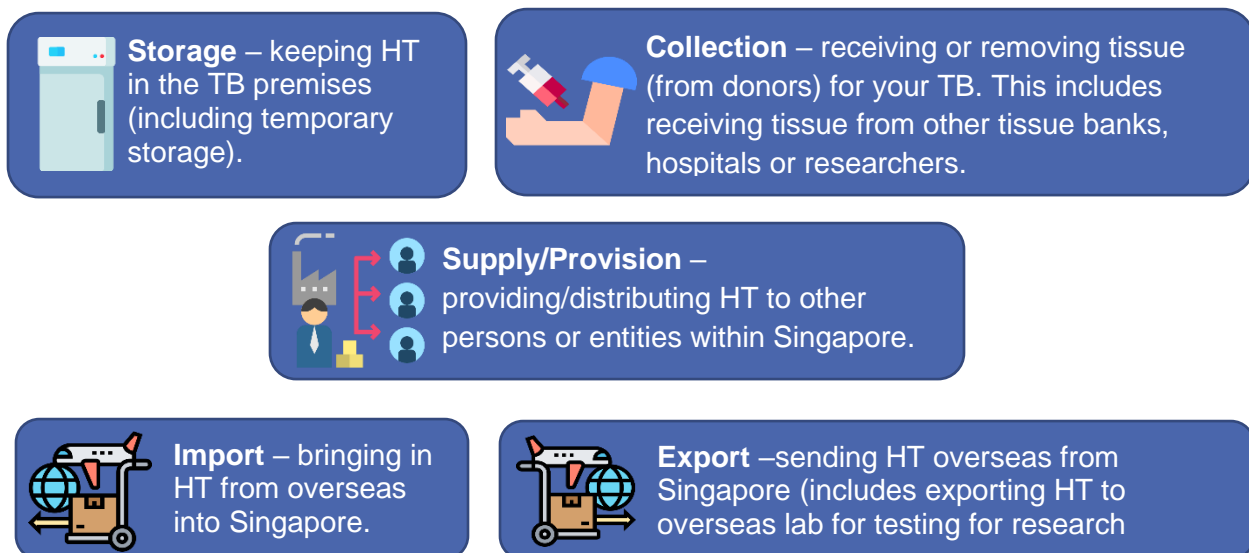 Storage – keeping HT
in the TB premises
(including temporary
storage).
Collection – receiving or removing tissue
(from donors) for your TB. This includes
receiving tissue from other tissue banks,
hospitals or researchers.
Supply/Provision –
providing/distributing HT to other
persons or entities within Singapore.
Import – bringing in
HT from overseas
into Singapore.
Export –sending HT overseas from
Singapore (includes exporting HT to
overseas lab for testing for research